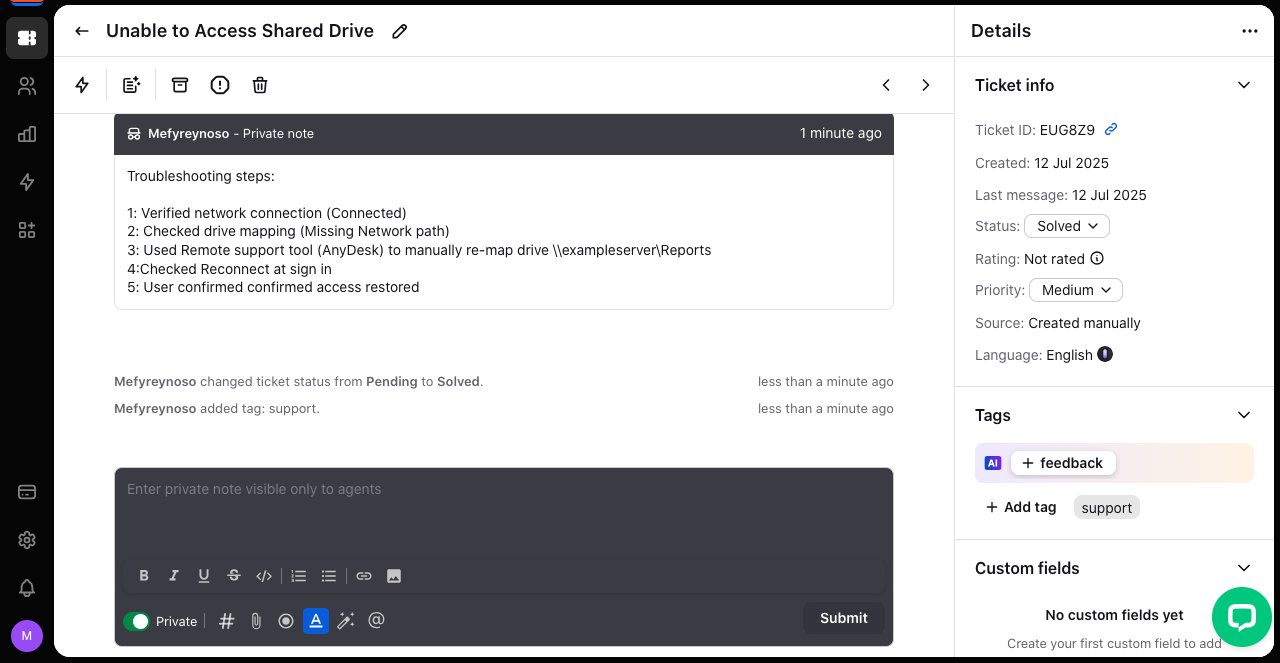 Unable to Access Shared Drive
Mefyreynoso - Private note
1 minute ago
Troubleshooting steps:
1: Verified network connection (Connected)
2: Checked drive mapping (Missing Network path)
3: Used Remote support tool (AnyDesk) to manually re-map drive \\exampleserver\Reports
4:Checked Reconnect at sign in
5: User confirmed confirmed access restored
Mefyreynoso changed ticket status from Pending to Solved.
less than a minute ago
Mefyreynoso added tag: support.
less than a minute ago
Enter private note visible only to agents
B I U S </>
Private
# A @
Submit
M
Details
Ticket info
Ticket ID: EUG8Z9
Created: 12 Jul 2025
Last message: 12 Jul 2025
Status: Solved
Rating: Not rated
Priority: Medium
Source: Created manually
Language: English
Tags
AI + feedback
+ Add tag support
Custom fields
No custom fields yet
Create your first custom field to add